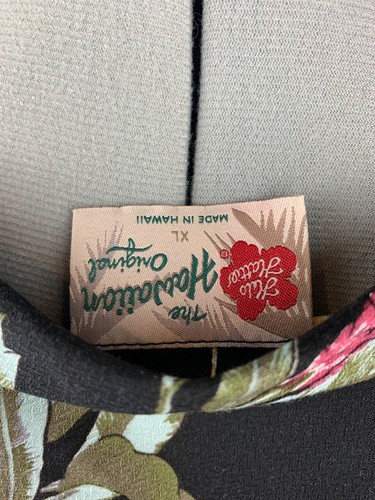 Hilo
Hattie
®
The
Hawaiian
Original
XL
MADE IN HAWAII